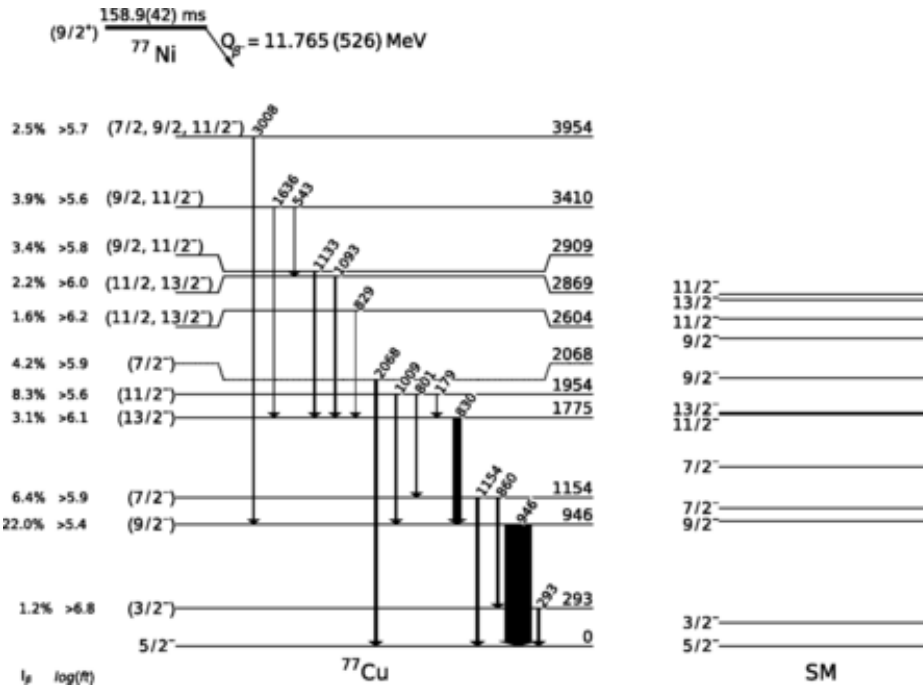 158.9(42) ms
(9/2⁺)
⁷⁷Ni
Qᵦ₋ = 11.765 (526) MeV
2.5% >5.7 (7/2, 9/2, 11/2⁻) 3008 3954
3.9% >5.6 (9/2, 11/2⁻) 1636 543 3410
3.4% >5.8 (9/2, 11/2⁻) 1133 1093 2909
2.2% >6.0 (11/2, 13/2⁻) 2869
1.6% >6.2 (11/2, 13/2⁻) 829 2604
4.2% >5.9 (7/2⁻) 2068 2068
8.3% >5.6 (11/2⁻) 1009 801 179 1954
3.1% >6.1 (13/2⁻) 830 1775
6.4% >5.9 (7/2⁻) 1154 860 1154
22.0% >5.4 (9/2⁻) 946 946
1.2% >6.8 (3/2⁻) 293 293
5/2⁻ 0
Iᵦ log(ft)
⁷⁷Cu
11/2⁻
13/2⁻
11/2⁻
9/2⁻
9/2⁻
13/2⁻
11/2⁻
7/2⁻
7/2⁻
9/2⁻
3/2⁻
5/2⁻
SM